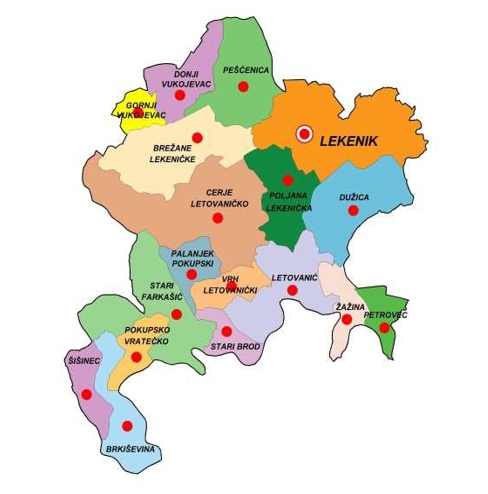 PEŠČENICA
DONJI
VUKOJEVAC
GORNJI
VUKOJEVAC
LEKENIK
BREŽANE
LEKENIČKE
CERJE
LETOVANIČKO
POLJANA
LEKENIČKA
DUŽICA
PALANJEK
POKUPSKI
VRH
LETOVANIČKI
LETOVANIĆ
STARI
FARKAŠIĆ
ŽAŽINA
PETROVEC
POKUPSKO
VRATEČKO
STARI BROD
ŠIŠINEC
BRKIŠEVINA